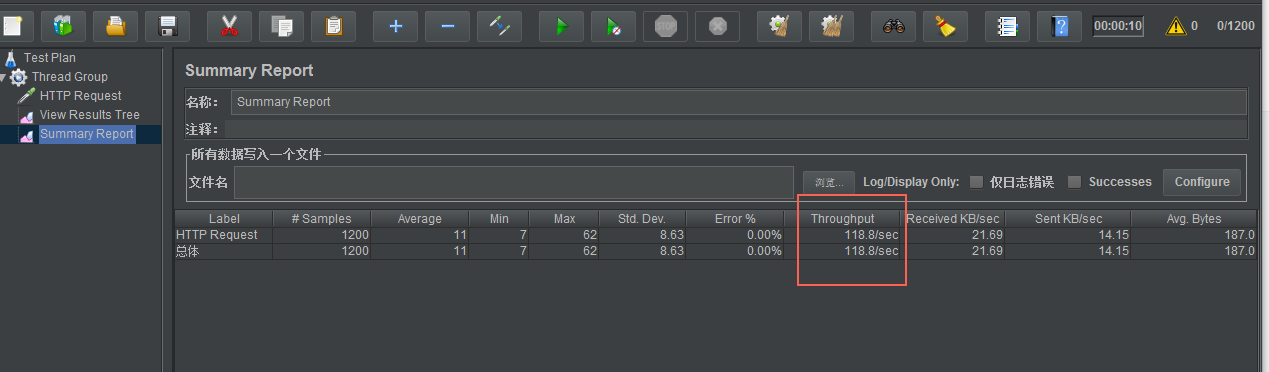 00:00:10 0 0/1200
Test Plan
Thread Group
HTTP Request
View Results Tree
Summary Report
Summary Report
名称： Summary Report
注释：
所有数据写入一个文件
文件名 浏览... Log/Display Only: 仅日志错误 Successes Configure
Label # Samples Average Min Max Std. Dev. Error % Throughput Received KB/sec Sent KB/sec Avg. Bytes
HTTP Request 1200 11 7 62 8.63 0.00% 118.8/sec 21.69 14.15 187.0
总体 1200 11 7 62 8.63 0.00% 118.8/sec 21.69 14.15 187.0